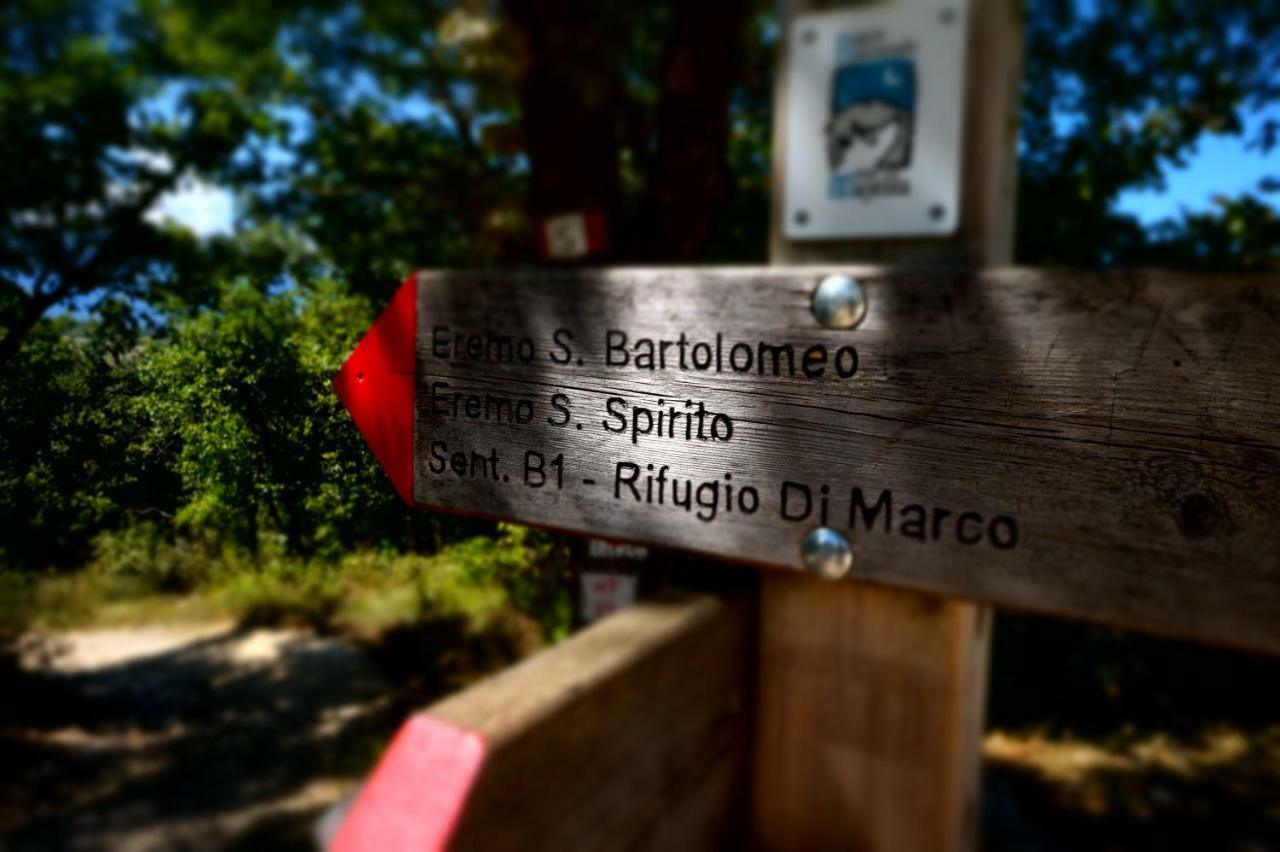 S
Eremo S. Bartolomeo
Eremo S. Spirito
Sent. B1 - Rifugio Di Marco